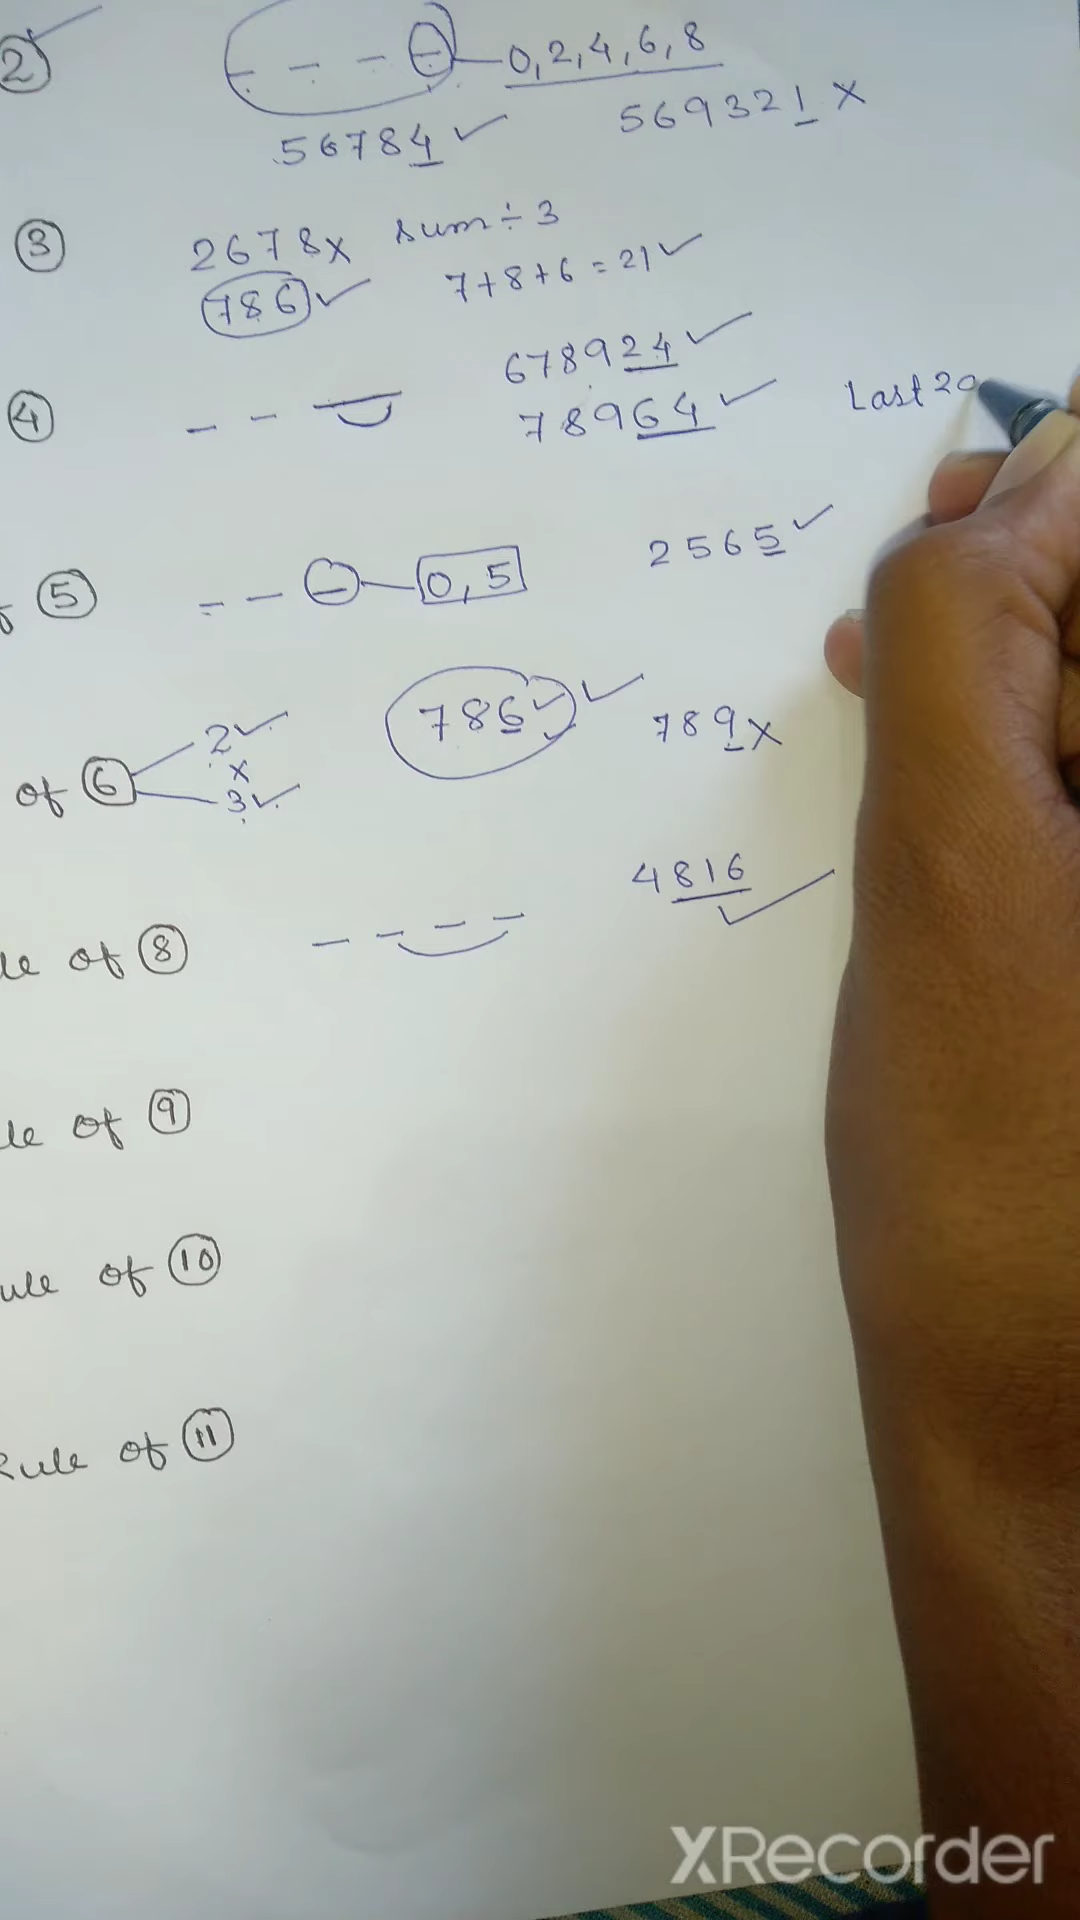 2
0, 2, 4, 6, 8
56784 ✓ 569321 x
3 2678x sum ÷ 3
786 ✓ 7+8+6 = 21 ✓
678924 ✓
4 78964 ✓ Last 2
5 0, 5 2565 ✓
of 6 2 ✓ x 3 ✓ 786 ✓ ✓ 789 x
4816 ✓
le of 8
le of 9
ule of 10
Rule of 11
XRecorder